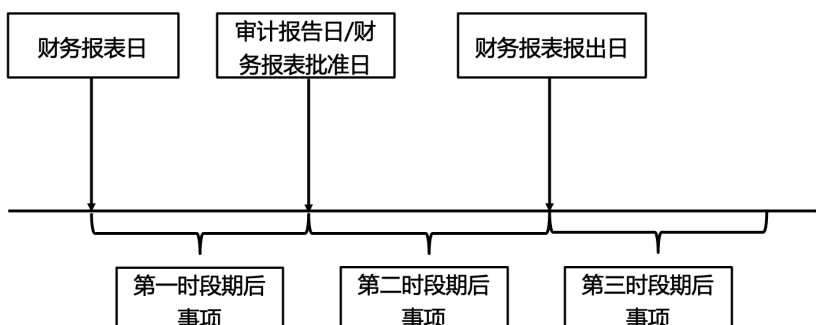 财务报表日
审计报告日/财
务报表批准日
财务报表报出日
第一时段期后
事项
第二时段期后
事项
第三时段期后
事项